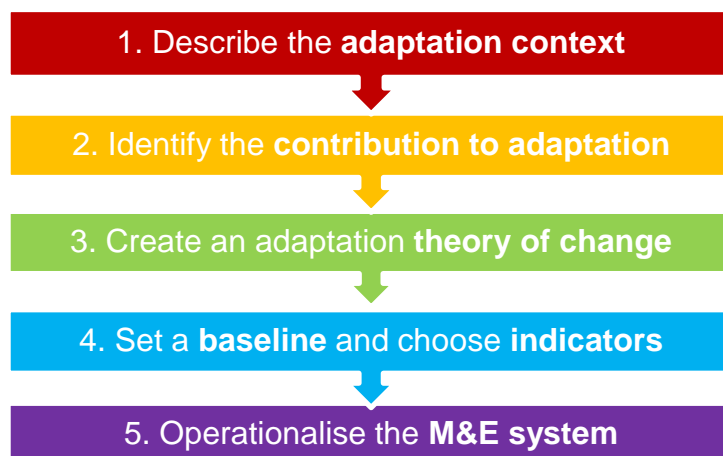 1. Describe the adaptation context
2. Identify the contribution to adaptation
3. Create an adaptation theory of change
4. Set a baseline and choose indicators
5. Operationalise the M&E system